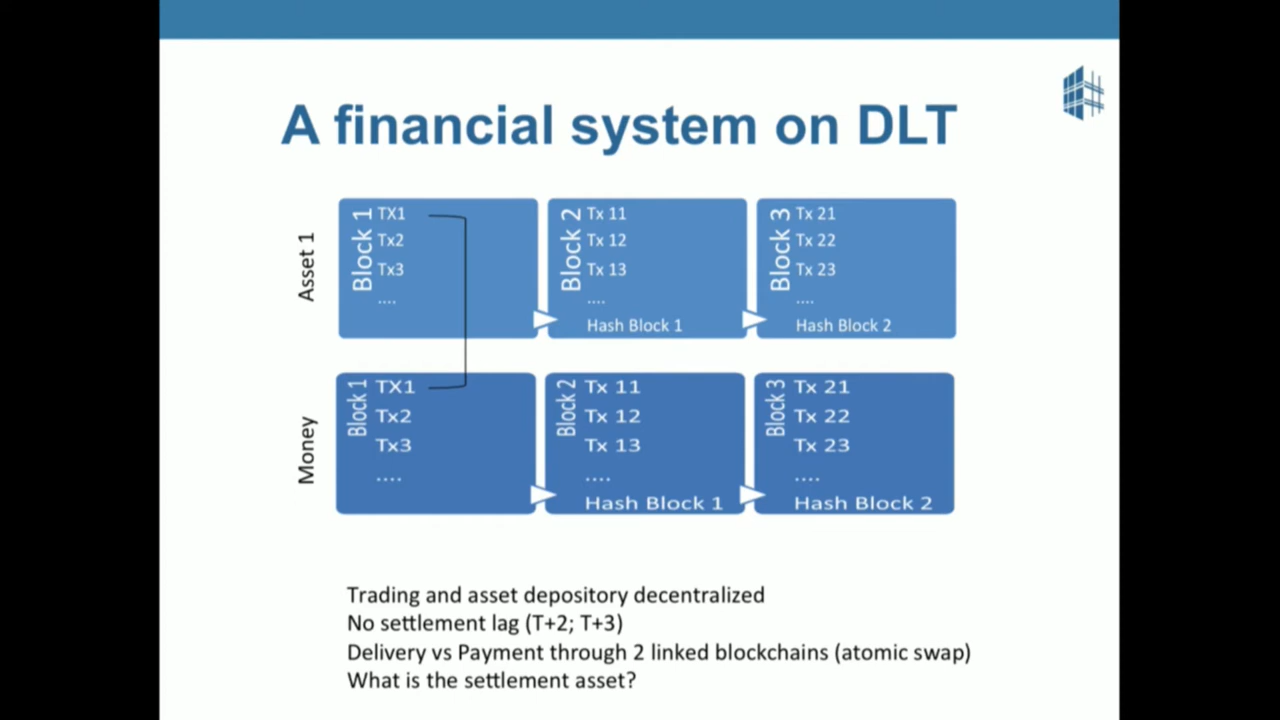 A financial system on DLT
Asset 1
Block 1
TX1
Tx2
Tx3
....
Block 2
Tx 11
Tx 12
Tx 13
....
Hash Block 1
Block 3
Tx 21
Tx 22
Tx 23
....
Hash Block 2
Money
Block 1
TX1
Tx2
Tx3
....
Block 2
Tx 11
Tx 12
Tx 13
....
Hash Block 1
Block 3
Tx 21
Tx 22
Tx 23
....
Hash Block 2
Trading and asset depository decentralized
No settlement lag (T+2; T+3)
Delivery vs Payment through 2 linked blockchains (atomic swap)
What is the settlement asset?